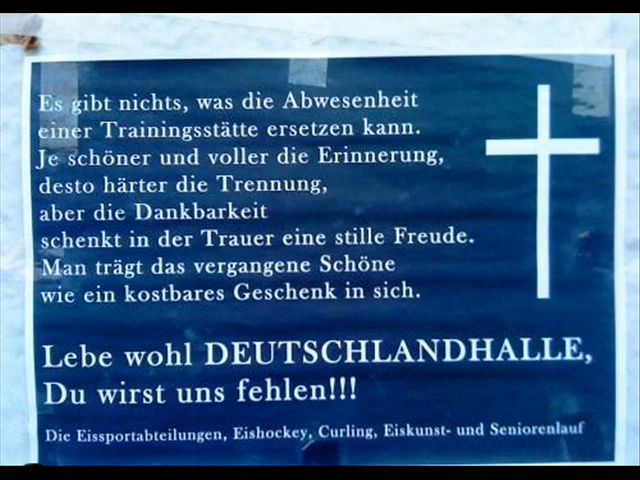 Es gibt nichts, was die Abwesenheit
einer Trainingsstätte ersetzen kann.
Je schöner und voller die Erinnerung,
desto härter die Trennung,
aber die Dankbarkeit
schenkt in der Trauer eine stille Freude.
Man trägt das vergangene Schöne
wie ein kostbares Geschenk in sich.
Lebe wohl DEUTSCHLANDHALLE,
Du wirst uns fehlen!!!
Die Eissportabteilungen, Eishockey, Curling, Eiskunst- und Seniorenlauf